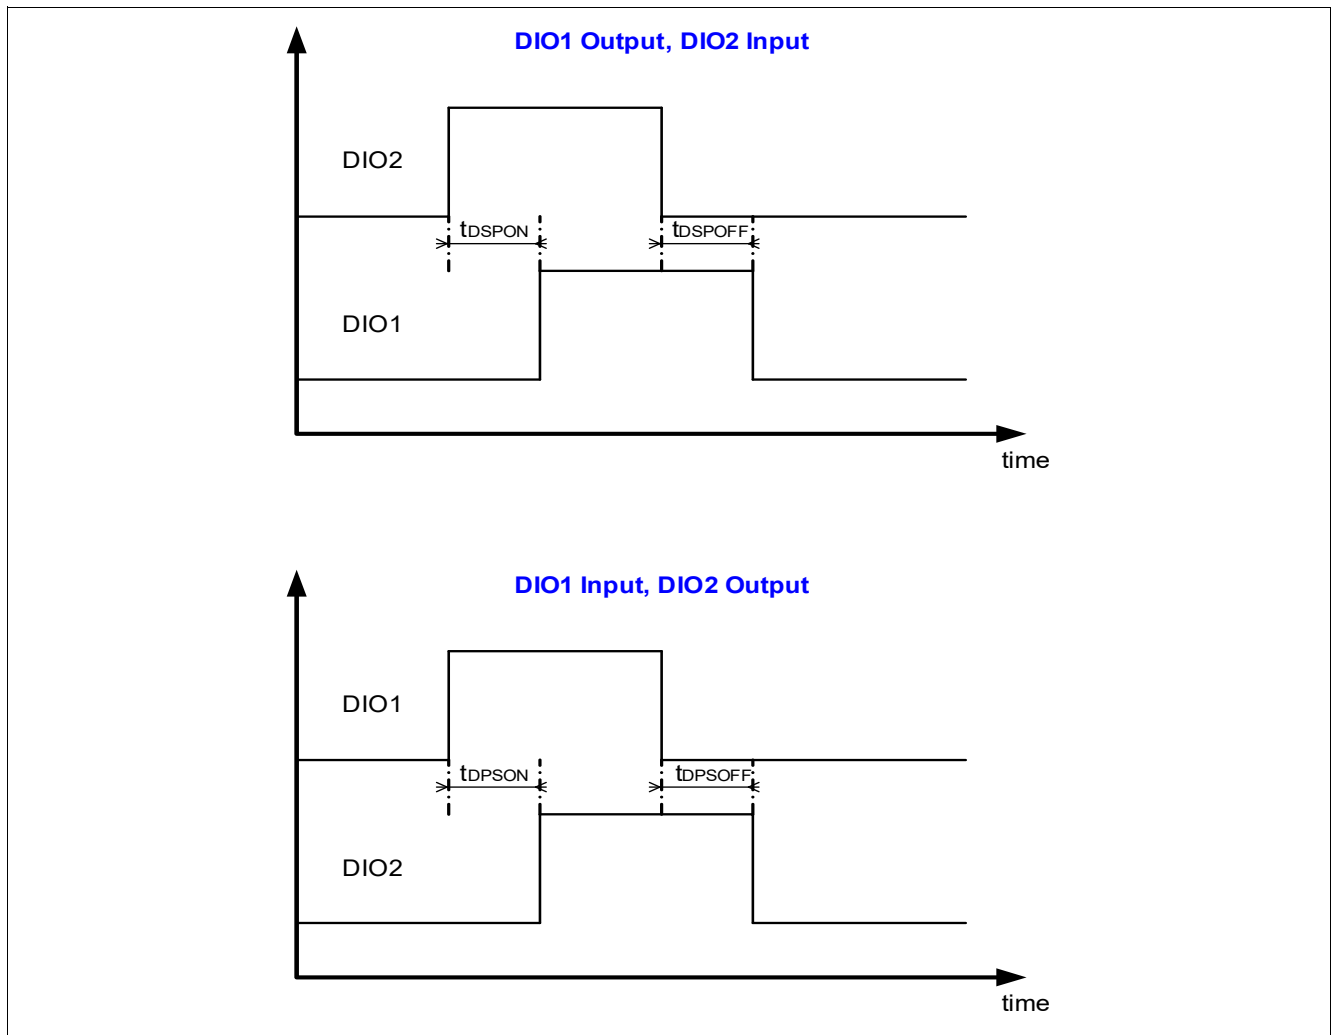 DIO1 Output, DIO2 Input
DIO2
tDSPON
tDSPOFF
DIO1
time
DIO1 Input, DIO2 Output
DIO1
tDPSON
tDPSOFF
DIO2
time